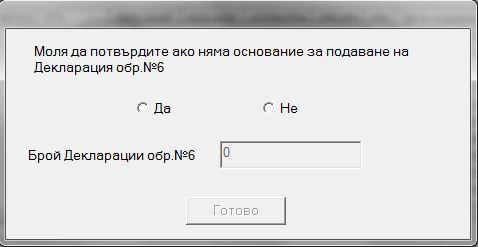 Моля да потвърдите ако няма основание за подаване на
Декларация обр.№6
Да Не
Брой Декларации обр.№6 0
Готово